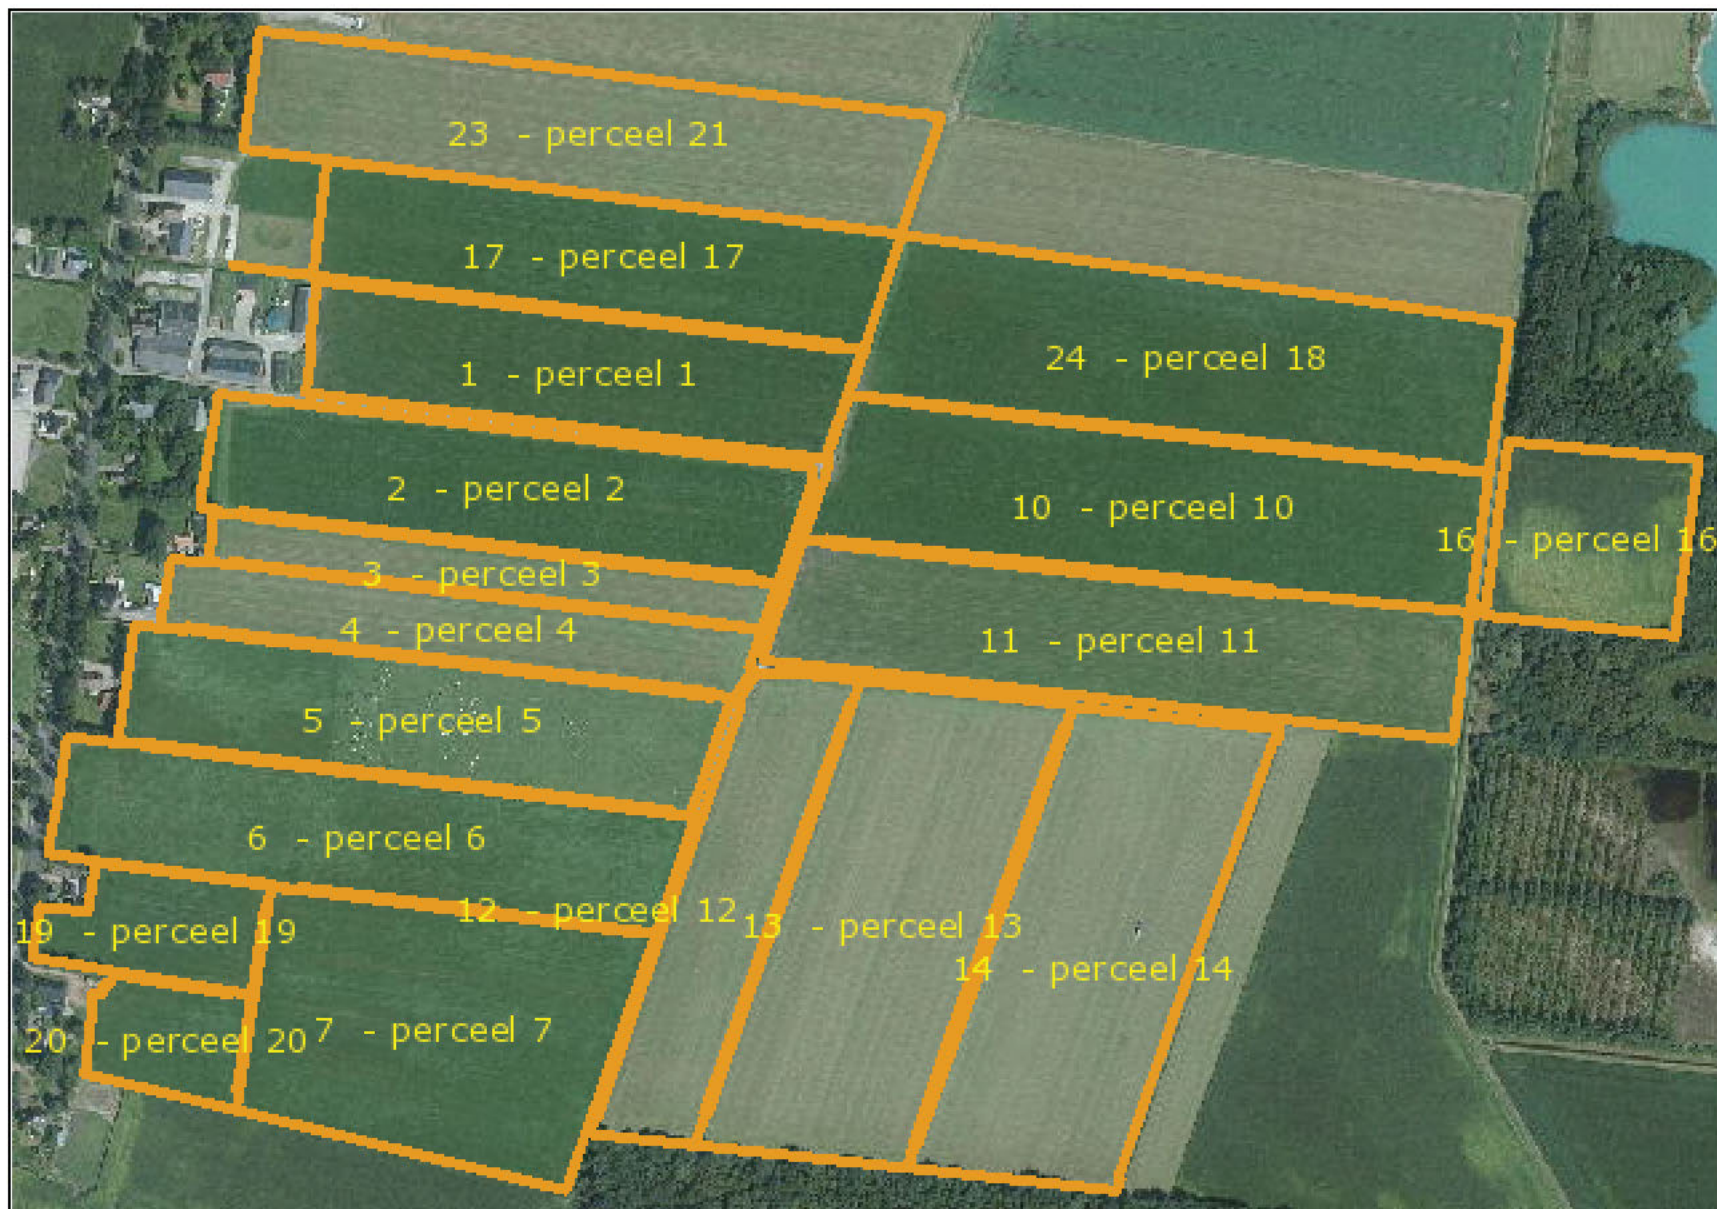 23 - perceel 21
17 - perceel 17
24 - perceel 18
1 - perceel 1
2 - perceel 2
10 - perceel 10
16 - perceel 16
3 - perceel 3
4 - perceel 4
11 - perceel 11
5 - perceel 5
6 - perceel 6
12 - perceel 12
13 - perceel 13
19 - perceel 19
14 - perceel 14
20 - perceel 20
7 - perceel 7